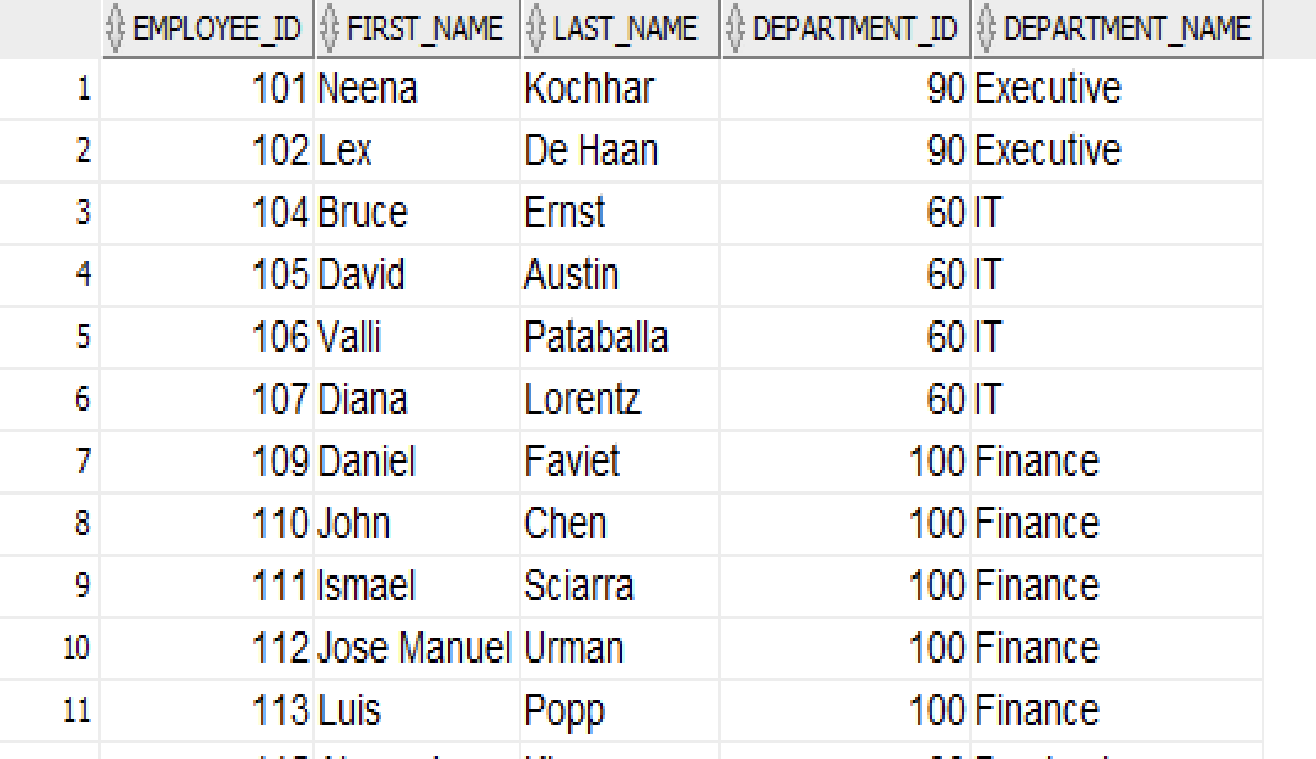 EMPLOYEE_ID FIRST_NAME LAST_NAME DEPARTMENT_ID DEPARTMENT_NAME
1 101 Neena Kochhar 90 Executive
2 102 Lex De Haan 90 Executive
3 104 Bruce Ernst 60 IT
4 105 David Austin 60 IT
5 106 Valli Pataballa 60 IT
6 107 Diana Lorentz 60 IT
7 109 Daniel Faviet 100 Finance
8 110 John Chen 100 Finance
9 111 Ismael Sciarra 100 Finance
10 112 Jose Manuel Urman 100 Finance
11 113 Luis Popp 100 Finance